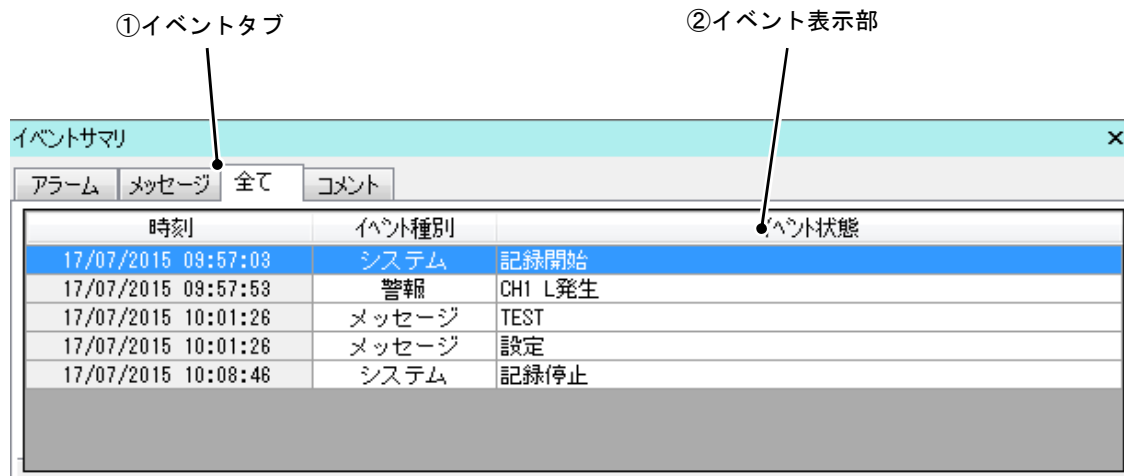 ①イベントタブ ②イベント表示部
イベントサマリ ×
アラーム メッセージ 全て コメント
時刻 イベント種別 イベント状態
17/07/2015 09:57:03 システム 記録開始
17/07/2015 09:57:53 警報 CH1 L発生
17/07/2015 10:01:26 メッセージ TEST
17/07/2015 10:01:26 メッセージ 設定
17/07/2015 10:08:46 システム 記録停止